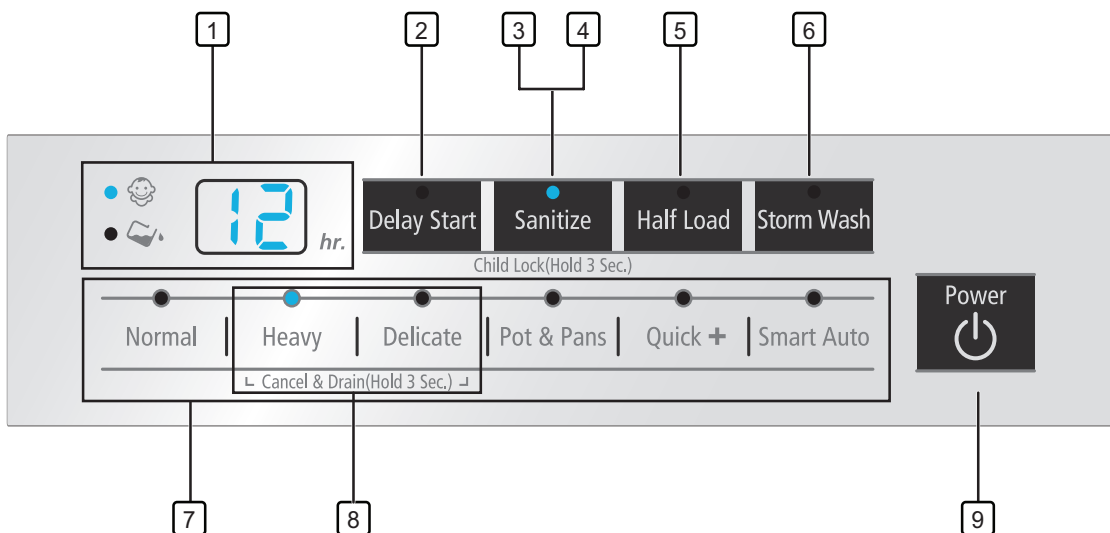 1 2 3 4 5 6
12 hr.
Delay Start Sanitize Half Load Storm Wash
Child Lock(Hold 3 Sec.)
Power
Normal Heavy Delicate Pot & Pans Quick + Smart Auto
Cancel & Drain(Hold 3 Sec.)
7 8 9